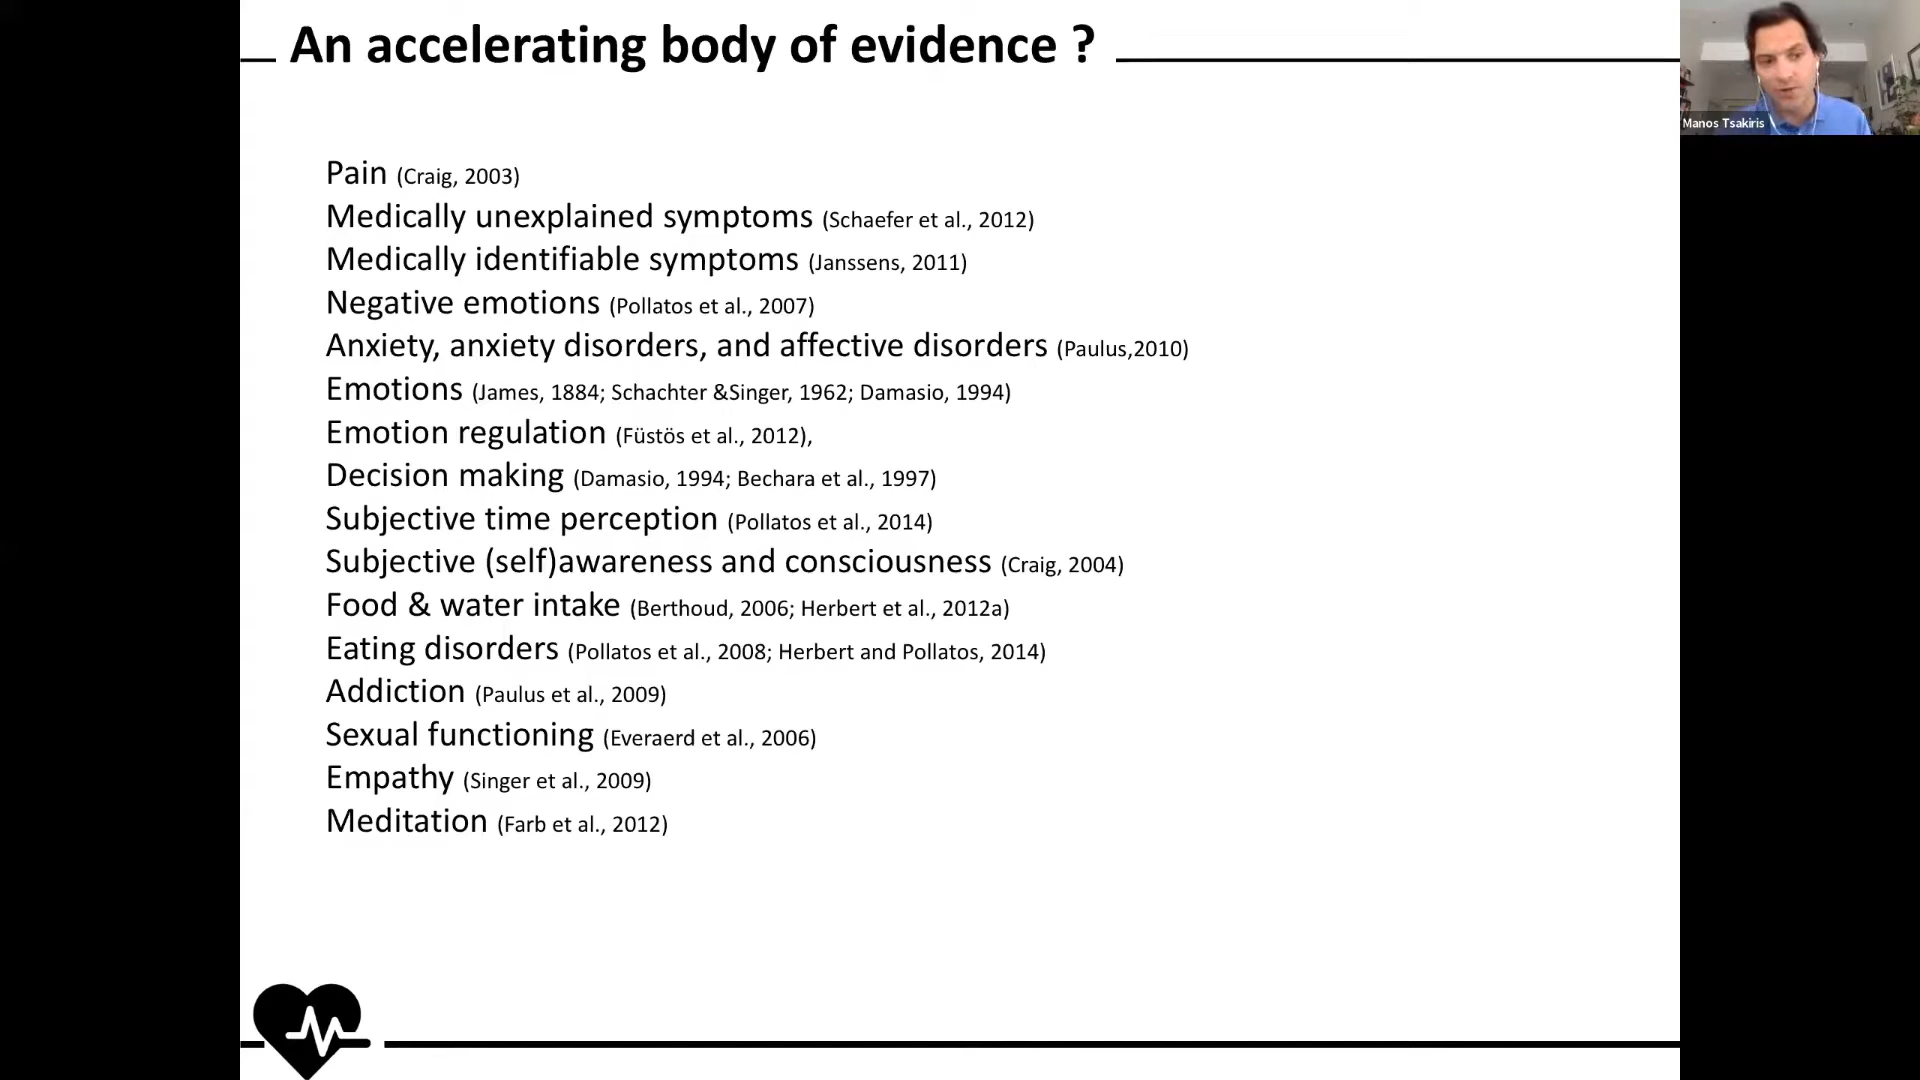 An accelerating body of evidence ?
Manos Tsakiris
Pain (Craig, 2003)
Medically unexplained symptoms (Schaefer et al., 2012)
Medically identifiable symptoms (Janssens, 2011)
Negative emotions (Pollatos et al., 2007)
Anxiety, anxiety disorders, and affective disorders (Paulus,2010)
Emotions (James, 1884; Schachter &Singer, 1962; Damasio, 1994)
Emotion regulation (Füstös et al., 2012),
Decision making (Damasio, 1994; Bechara et al., 1997)
Subjective time perception (Pollatos et al., 2014)
Subjective (self)awareness and consciousness (Craig, 2004)
Food & water intake (Berthoud, 2006; Herbert et al., 2012a)
Eating disorders (Pollatos et al., 2008; Herbert and Pollatos, 2014)
Addiction (Paulus et al., 2009)
Sexual functioning (Everaerd et al., 2006)
Empathy (Singer et al., 2009)
Meditation (Farb et al., 2012)